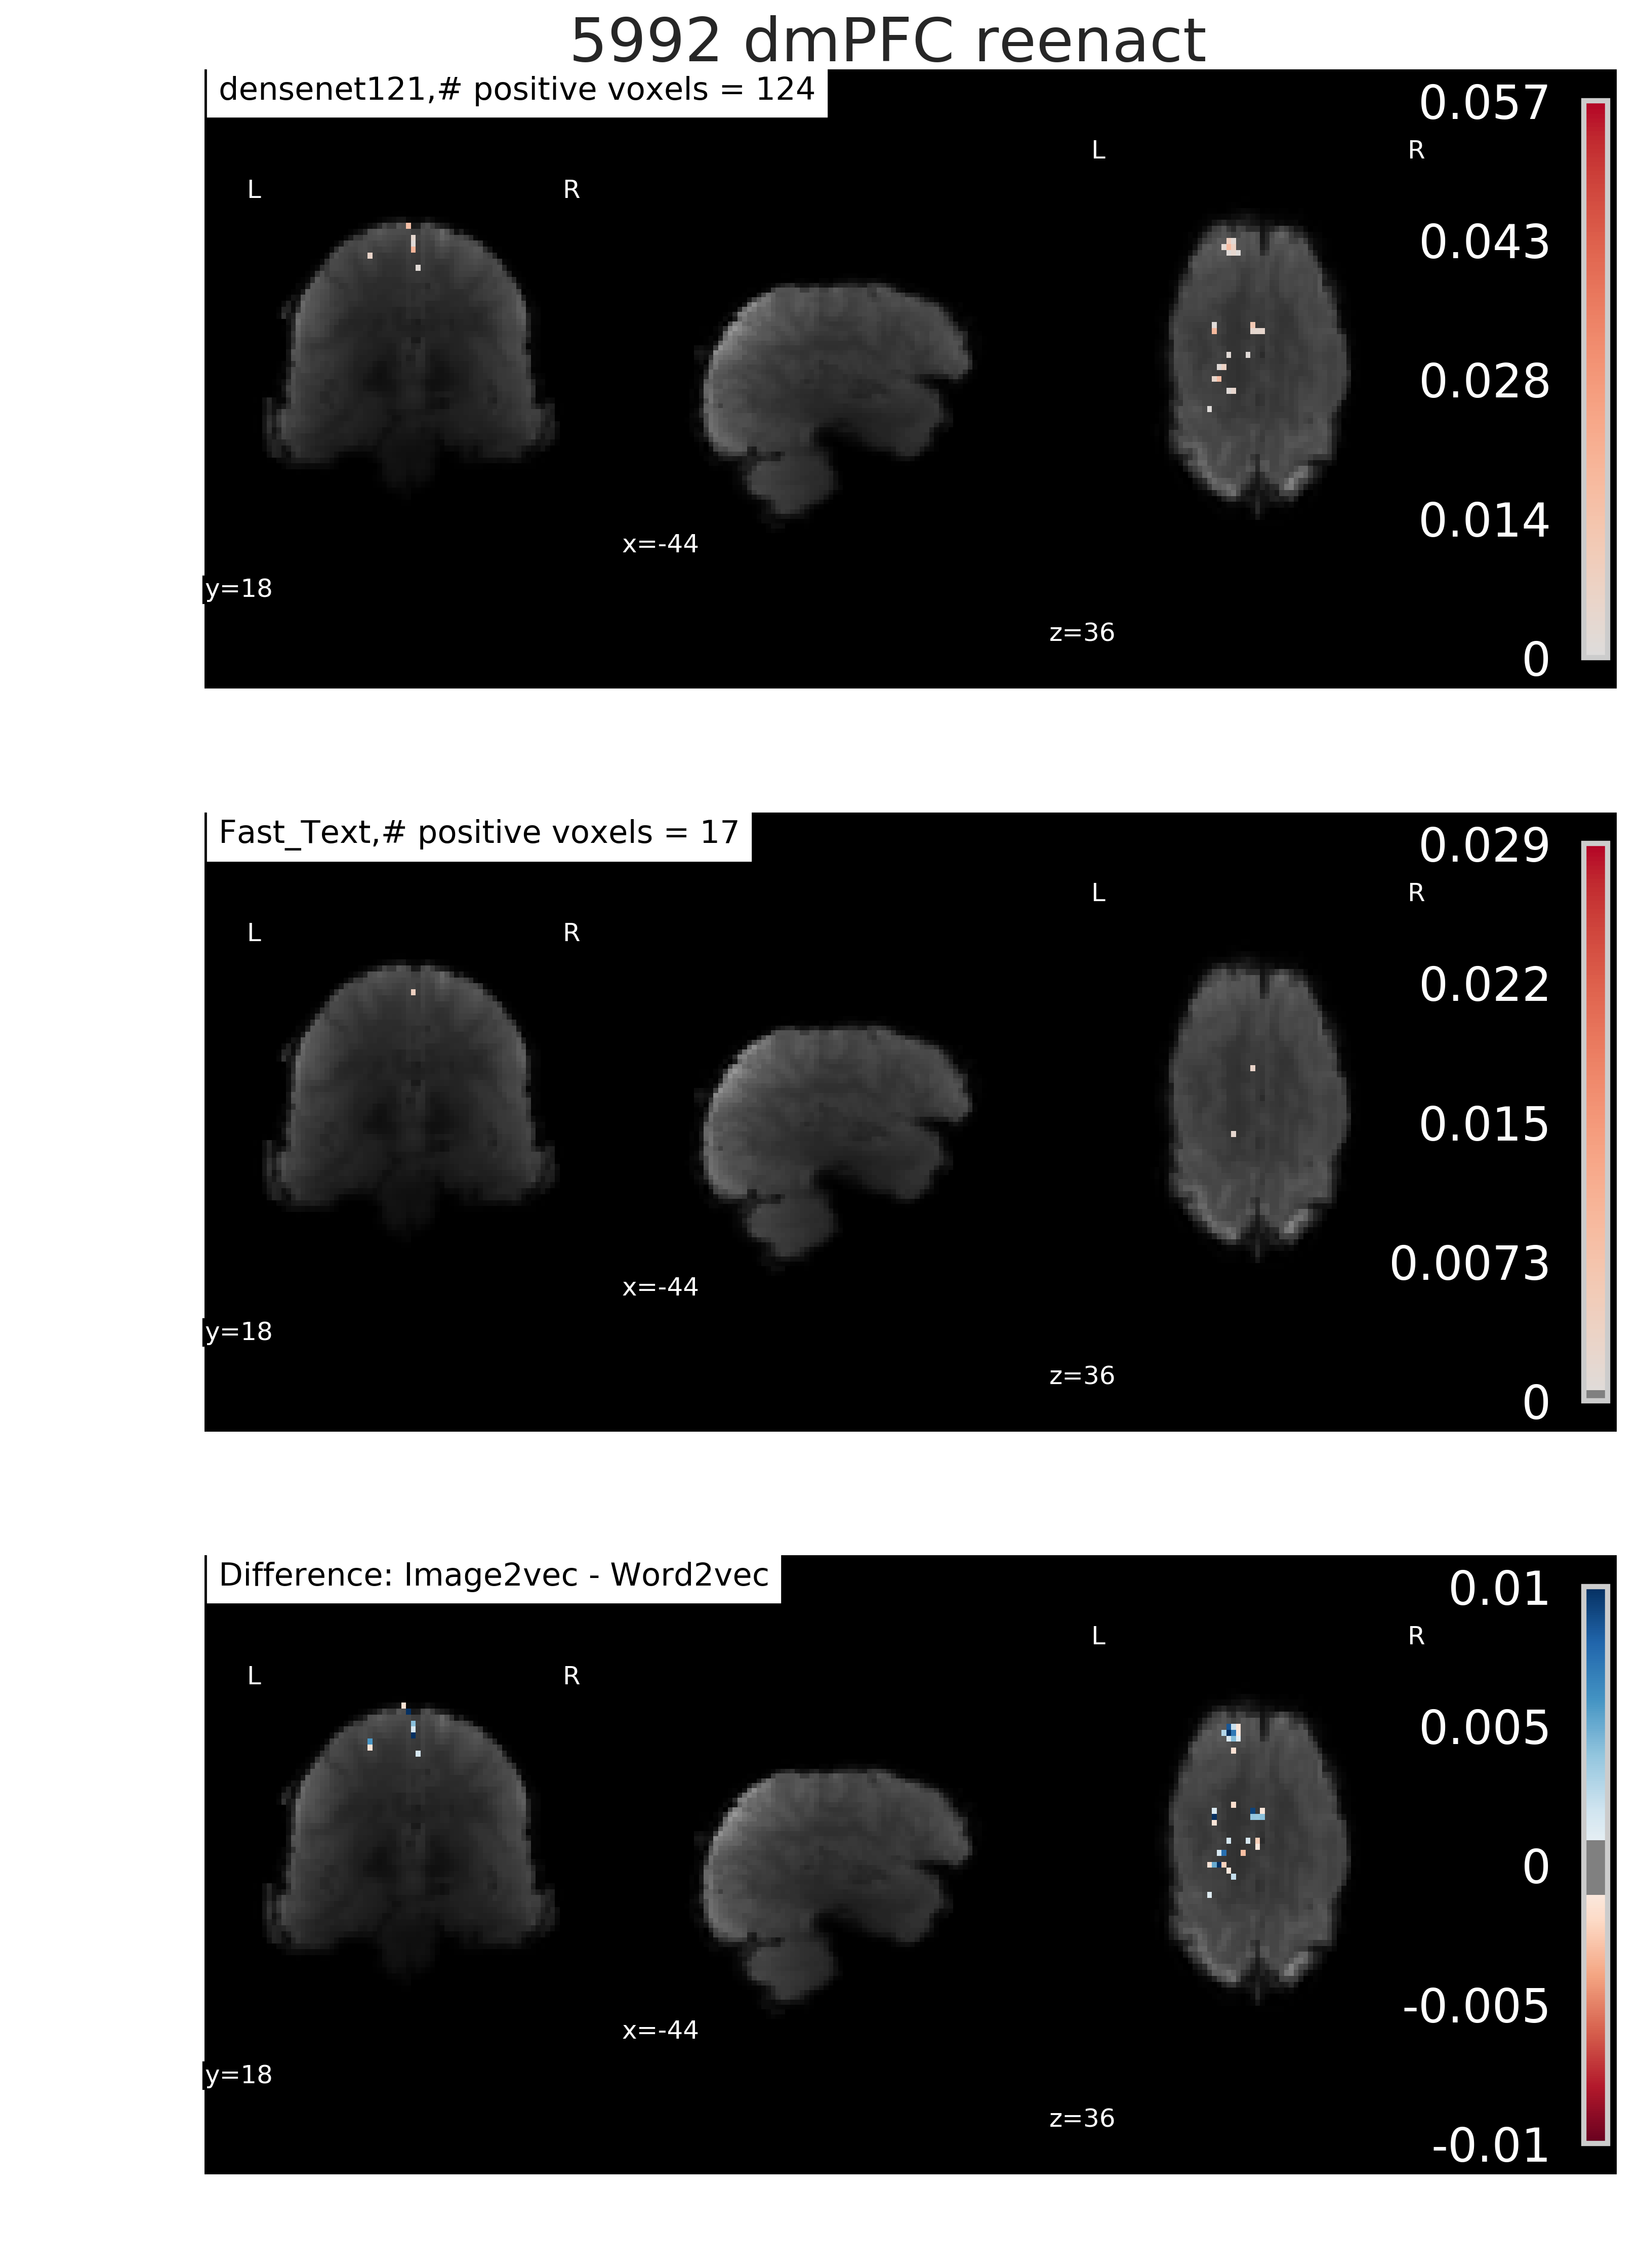 5992 dmPFC reenact
densenet121,# positive voxels = 124
0.057
L R
L R
0.043
0.028
0.014
x=-44
y=18
z=36
0
Fast_Text,# positive voxels = 17
0.029
L R
L R
0.022
0.015
0.0073
x=-44
y=18
z=36
0
Difference: Image2vec - Word2vec
0.01
L R
L R
0.005
0
-0.005
x=-44
y=18
z=36
-0.01